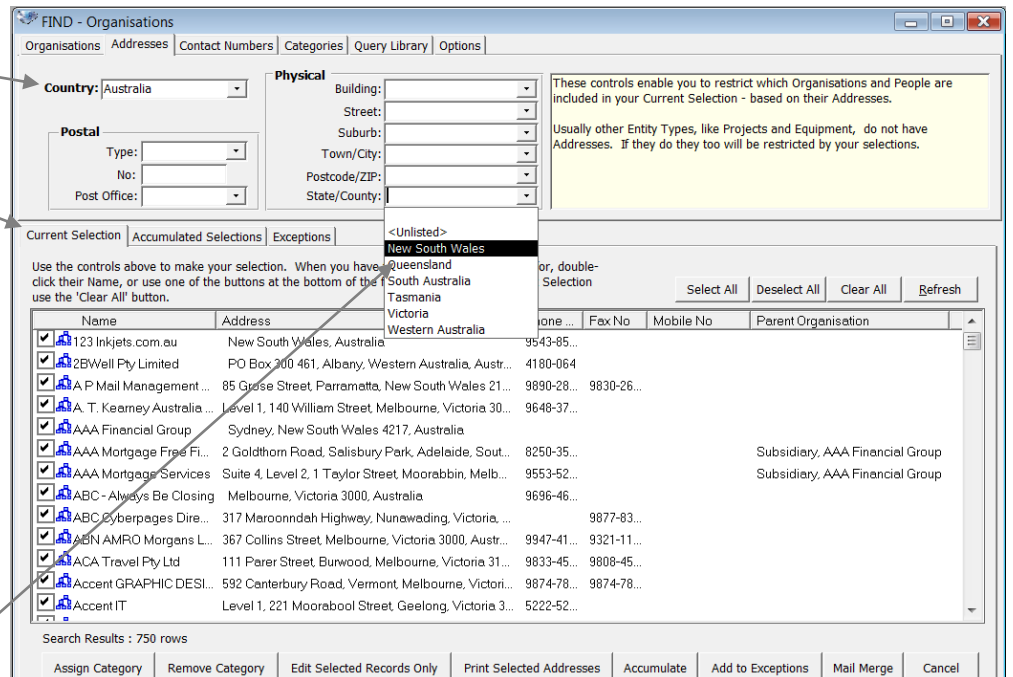 FIND - Organisations
Organisations Addresses Contact Numbers Categories Query Library Options
Country: Australia
Postal
Type:
No:
Post Office:
Physical
Building:
Street:
Suburb:
Town/City:
Postcode/ZIP:
State/County:
<Unlisted>
New South Wales
Queensland
South Australia
Tasmania
Victoria
Western Australia
These controls enable you to restrict which Organisations and People are
included in your Current Selection - based on their Addresses.
Usually other Entity Types, like Projects and Equipment, do not have
Addresses. If they do they too will be restricted by your selections.
Current Selection Accumulated Selections Exceptions
Use the controls above to make your selection. When you have or, double-
click their Name, or use one of the buttons at the bottom of the Selection
use the 'Clear All' button.
Select All Deselect All Clear All Refresh
Name Address Fax No Mobile No Parent Organisation
123 Inkjets.com.au New South Wales, Australia 9543-85...
2BWell Pty Limited PO Box 300 461, Albany, Western Australia, Austr... 4180-064
A P Mail Management ... 85 Grose Street, Parramatta, New South Wales 21... 9890-28... 9830-26...
A. T. Kearney Australia ... Level 1, 140 William Street, Melbourne, Victoria 30... 9648-37...
AAA Financial Group Sydney, New South Wales 4217, Australia
AAA Mortgage Free Fi... 2 Goldthorn Road, Salisbury Park, Adelaide, Sout... 8250-35... Subsidiary, AAA Financial Group
AAA Mortgage Services Suite 4, Level 2, 1 Taylor Street, Moorabbin, Melb... 9553-52... Subsidiary, AAA Financial Group
ABC - Always Be Closing Melbourne, Victoria 3000, Australia 9696-46...
ABC Cyberpages Dire... 317 Maroonndah Highway, Nunawading, Victoria, ... 9877-83...
ABN AMRO Morgans L... 367 Collins Street, Melbourne, Victoria 3000, Austr... 9947-41... 9321-11...
ACA Travel Pty Ltd 111 Parer Street, Burwood, Melbourne, Victoria 31... 9833-45... 9808-45...
Accent GRAPHIC DESI... 592 Canterbury Road, Vermont, Melbourne, Victori... 9874-78... 9874-78...
Accent IT Level 1, 221 Moorabool Street, Geelong, Victoria 3... 5222-52...
Search Results : 750 rows
Assign Category Remove Category Edit Selected Records Only Print Selected Addresses Accumulate Add to Exceptions Mail Merge Cancel